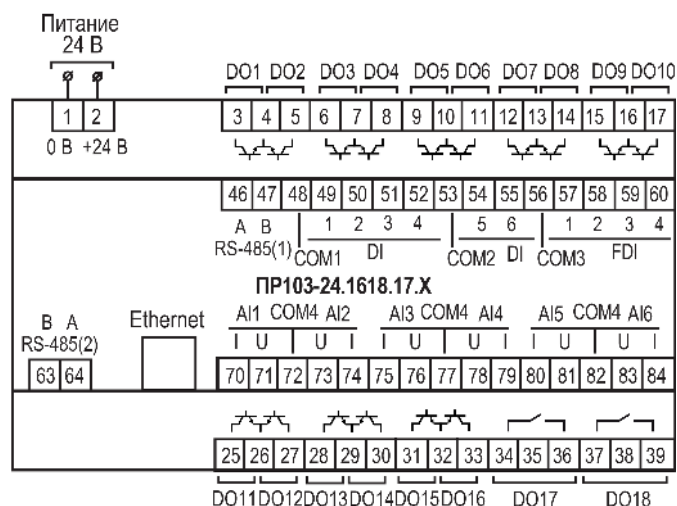 Питание
24 В
DO1 DO2 DO3 DO4 DO5 DO6 DO7 DO8 DO9 DO10
1 2 3 4 5 6 7 8 9 10 11 12 13 14 15 16 17
0 В +24 В
46 47 48 49 50 51 52 53 54 55 56 57 58 59 60
A B 1 2 3 4 5 6 1 2 3 4
RS-485(1) COM1 DI COM2 DI COM3 FDI
ПР103-24.1618.17.X
B A Ethernet AI1 COM4 AI2 AI3 COM4 AI4 AI5 COM4 AI6
RS-485(2) I U U I I U U I I U U I
63 64 70 71 72 73 74 75 76 77 78 79 80 81 82 83 84
25 26 27 28 29 30 31 32 33 34 35 36 37 38 39
DO11 DO12 DO13 DO14 DO15 DO16 DO17 DO18